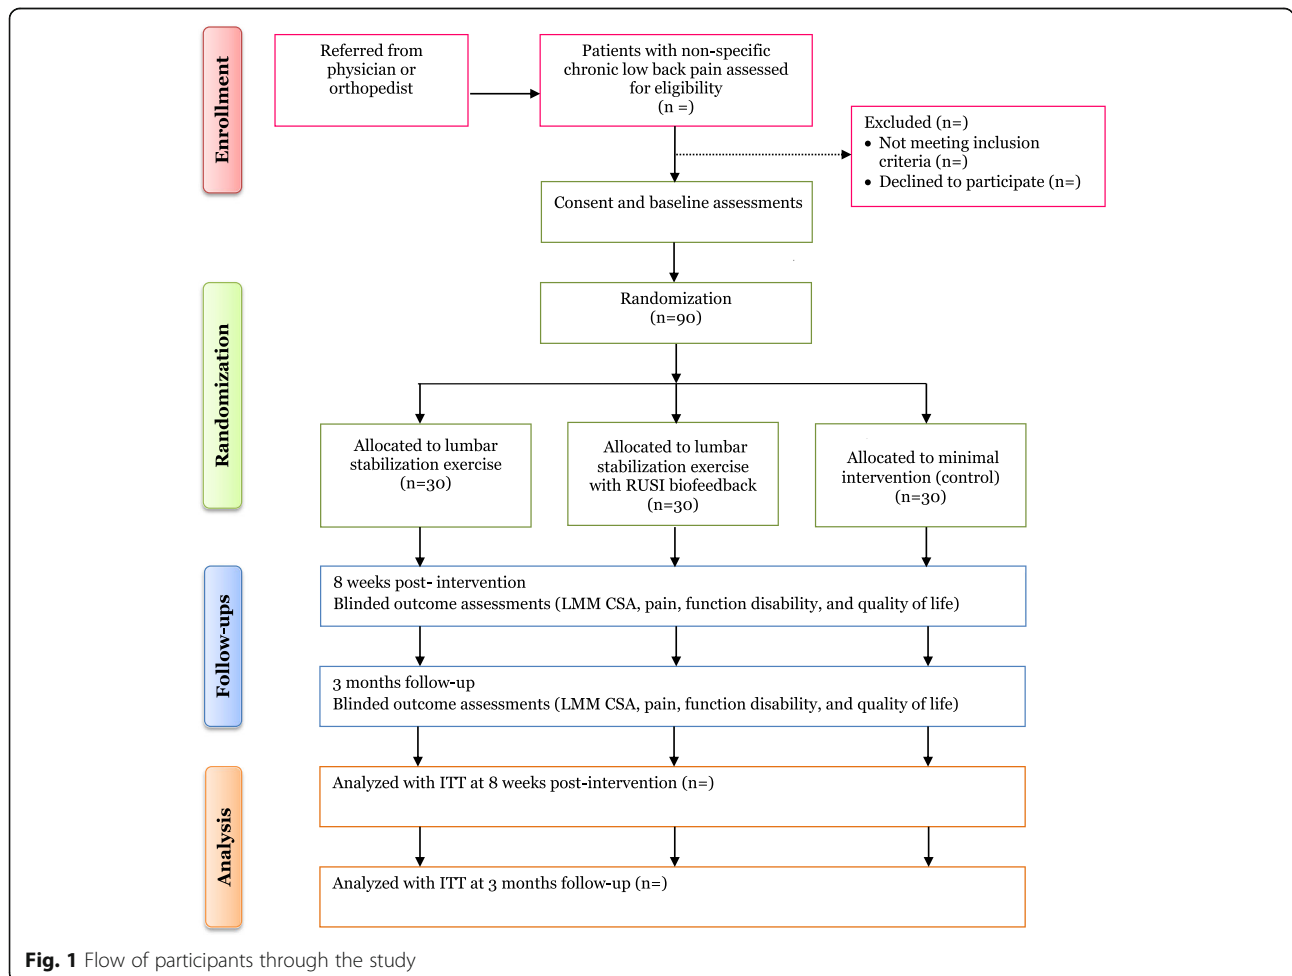 Enrollment
Referred from
physician or
orthopedist
Patients with non-specific
chronic low back pain assessed
for eligibility
(n =)
Excluded (n=)
• Not meeting inclusion
criteria (n=)
• Declined to participate (n=)
Consent and baseline assessments
Randomization
Randomization
(n=90)
Allocated to lumbar
stabilization exercise
(n=30)
Allocated to lumbar
stabilization exercise
with RUSI biofeedback
(n=30)
Allocated to minimal
intervention (control)
(n=30)
Follow-ups
8 weeks post- intervention
Blinded outcome assessments (LMM CSA, pain, function disability, and quality of life)
3 months follow-up
Blinded outcome assessments (LMM CSA, pain, function disability, and quality of life)
Analysis
Analyzed with ITT at 8 weeks post-intervention (n=)
Analyzed with ITT at 3 months follow-up (n=)
Fig. 1 Flow of participants through the study